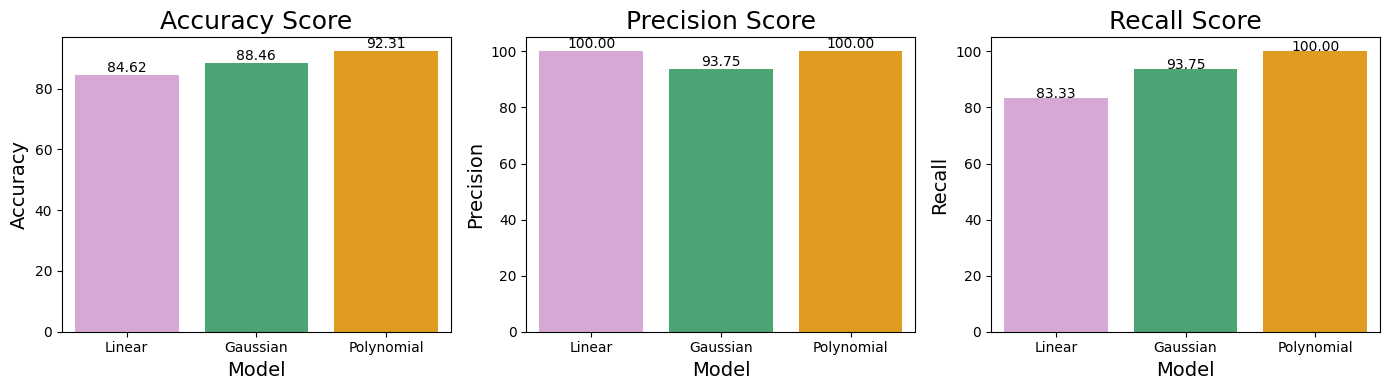 Accuracy Score
84.62
88.46
92.31
Accuracy
80
60
40
20
0
Linear
Gaussian
Polynomial
Model
Precision Score
100.00
93.75
100.00
Precision
100
80
60
40
20
0
Linear
Gaussian
Polynomial
Model
Recall Score
83.33
93.75
100.00
Recall
100
80
60
40
20
0
Linear
Gaussian
Polynomial
Model